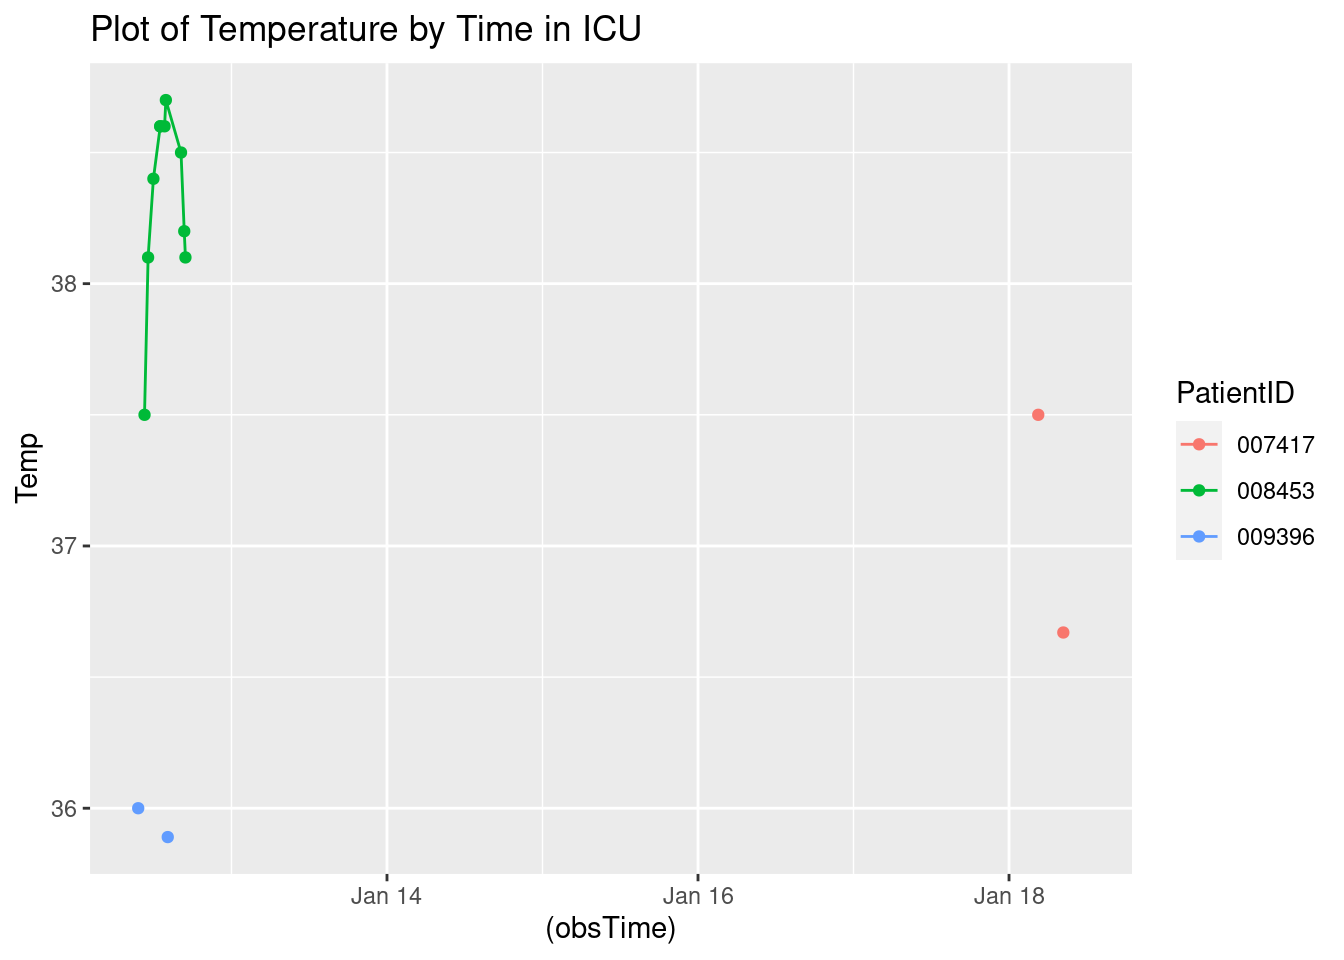 Plot of Temperature by Time in ICU
38
37
36
Temp
Jan 14
Jan 16
Jan 18
(obsTime)
PatientID
007417
008453
009396